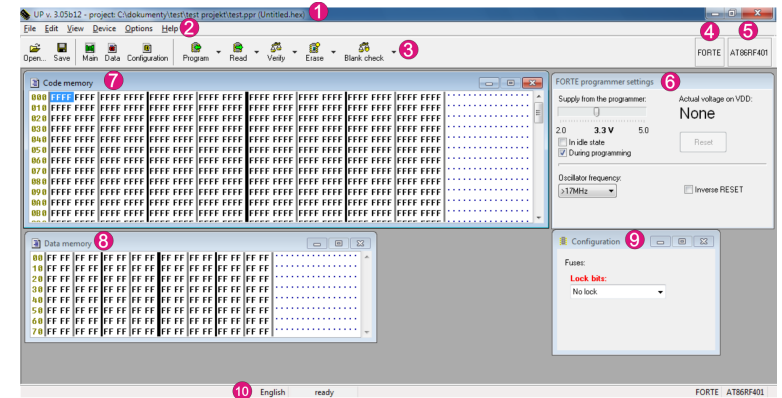 UP v. 3.05b12 - project: C:\dokumenty\test\test projekt\test.ppr (Untitled.hex) 1
File Edit View Device Options Help 2
Open... Save Main Data Configuration Program Read Verify Erase Blank check 3
4 5
FORTE AT86RF401
Code memory 7
000 FFFF FFFF FFFF FFFF FFFF FFFF FFFF FFFF FFFF FFFF FFFF FFFF FFFF FFFF FFFF FFFF
010 FFFF FFFF FFFF FFFF FFFF FFFF FFFF FFFF FFFF FFFF FFFF FFFF FFFF FFFF FFFF FFFF
020 FFFF FFFF FFFF FFFF FFFF FFFF FFFF FFFF FFFF FFFF FFFF FFFF FFFF FFFF FFFF FFFF
030 FFFF FFFF FFFF FFFF FFFF FFFF FFFF FFFF FFFF FFFF FFFF FFFF FFFF FFFF FFFF FFFF
040 FFFF FFFF FFFF FFFF FFFF FFFF FFFF FFFF FFFF FFFF FFFF FFFF FFFF FFFF FFFF FFFF
050 FFFF FFFF FFFF FFFF FFFF FFFF FFFF FFFF FFFF FFFF FFFF FFFF FFFF FFFF FFFF FFFF
060 FFFF FFFF FFFF FFFF FFFF FFFF FFFF FFFF FFFF FFFF FFFF FFFF FFFF FFFF FFFF FFFF
070 FFFF FFFF FFFF FFFF FFFF FFFF FFFF FFFF FFFF FFFF FFFF FFFF FFFF FFFF FFFF FFFF
080 FFFF FFFF FFFF FFFF FFFF FFFF FFFF FFFF FFFF FFFF FFFF FFFF FFFF FFFF FFFF FFFF
090 FFFF FFFF FFFF FFFF FFFF FFFF FFFF FFFF FFFF FFFF FFFF FFFF FFFF FFFF FFFF FFFF
0A0 FFFF FFFF FFFF FFFF FFFF FFFF FFFF FFFF FFFF FFFF FFFF FFFF FFFF FFFF FFFF FFFF
0B0 FFFF FFFF FFFF FFFF FFFF FFFF FFFF FFFF FFFF FFFF FFFF FFFF FFFF FFFF FFFF FFFF
FORTE programmer settings 6
Supply from the programmer: Actual voltage on VDD:
None
2.0 3.3 V 5.0
In idle state Reset
During programming
Oscillator frequency:
>17MHz Inverse RESET
Data memory 8
00 FF FF FF FF FF FF FF FF FF FF FF FF FF FF FF FF
10 FF FF FF FF FF FF FF FF FF FF FF FF FF FF FF FF
20 FF FF FF FF FF FF FF FF FF FF FF FF FF FF FF FF
30 FF FF FF FF FF FF FF FF FF FF FF FF FF FF FF FF
40 FF FF FF FF FF FF FF FF FF FF FF FF FF FF FF FF
50 FF FF FF FF FF FF FF FF FF FF FF FF FF FF FF FF
60 FF FF FF FF FF FF FF FF FF FF FF FF FF FF FF FF
70 FF FF FF FF FF FF FF FF FF FF FF FF FF FF FF FF
Configuration 9
Fuses:
Lock bits:
No lock
10 English ready FORTE AT86RF401